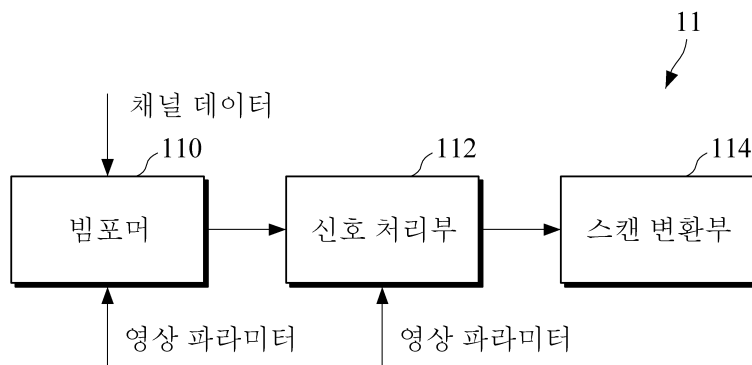 11
채널 데이터
110
112
114
빔포머
신호 처리부
스캔 변환부
영상 파라미터
영상 파라미터